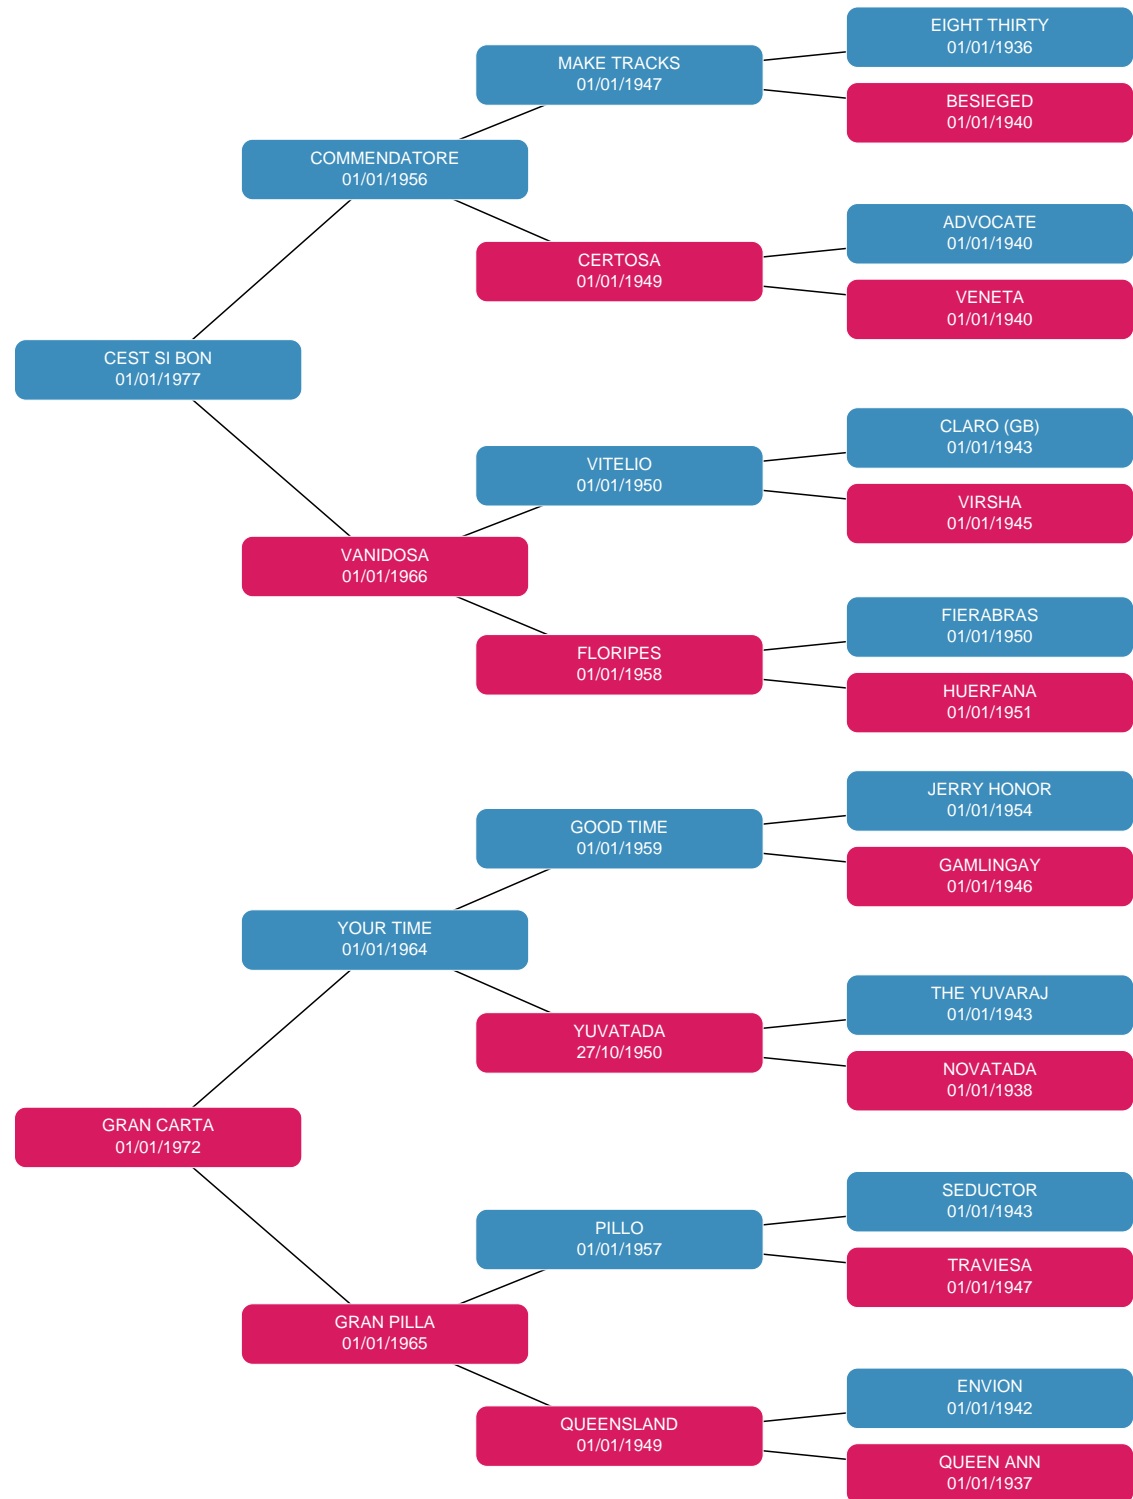 EIGHT THIRTY
01/01/1936
MAKE TRACKS
01/01/1947
BESIEGED
01/01/1940
COMMENDATORE
01/01/1956
ADVOCATE
01/01/1940
CERTOSA
01/01/1949
VENETA
01/01/1940
CEST SI BON
01/01/1977
CLARO (GB)
01/01/1943
VITELIO
01/01/1950
VIRSHA
01/01/1945
VANIDOSA
01/01/1966
FIERABRAS
01/01/1950
FLORIPES
01/01/1958
HUERFANA
01/01/1951
JERRY HONOR
01/01/1954
GOOD TIME
01/01/1959
GAMLINGAY
01/01/1946
YOUR TIME
01/01/1964
THE YUVARAJ
01/01/1943
YUVATADA
27/10/1950
NOVATADA
01/01/1938
GRAN CARTA
01/01/1972
SEDUCTOR
01/01/1943
PILLO
01/01/1957
TRAVIESA
01/01/1947
GRAN PILLA
01/01/1965
ENVION
01/01/1942
QUEENSLAND
01/01/1949
QUEEN ANN
01/01/1937